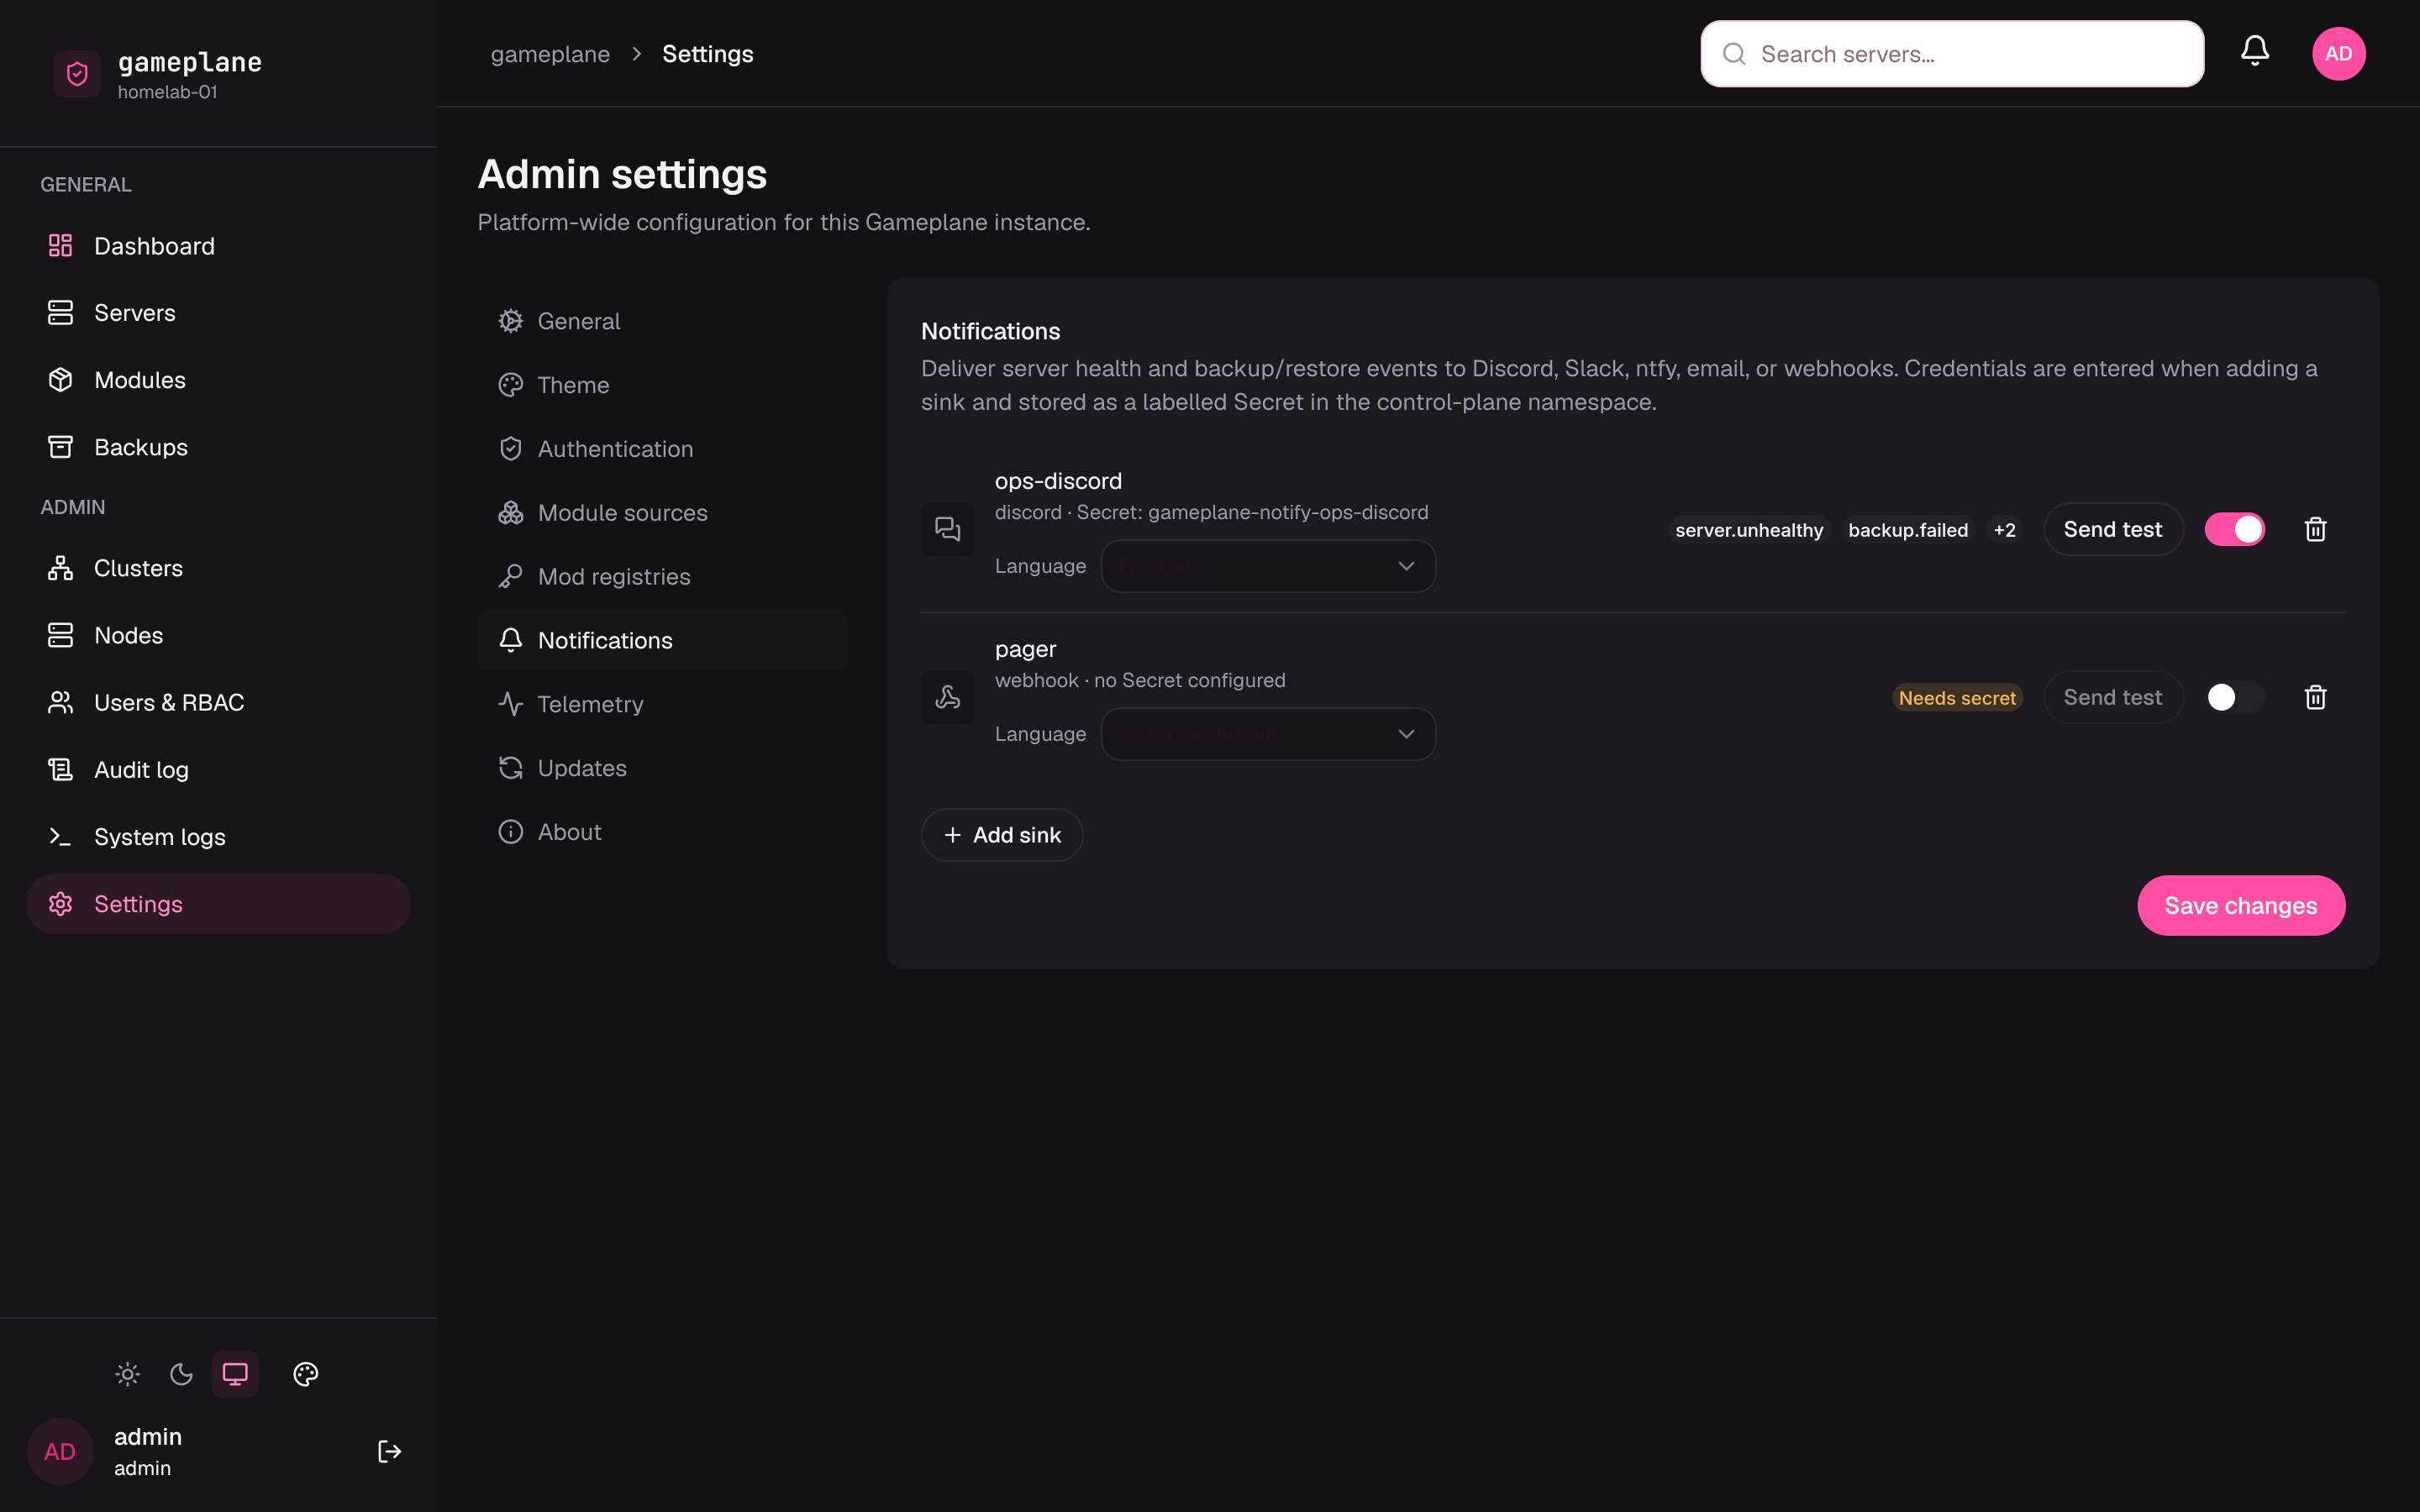 gameplane
homelab-01
GENERAL
Dashboard
Servers
Modules
Backups
ADMIN
Clusters
Nodes
Users & RBAC
Audit log
System logs
Settings
AD
admin
admin
gameplane > Settings
Search servers...
AD
Admin settings
Platform-wide configuration for this Gameplane instance.
General
Theme
Authentication
Module sources
Mod registries
Notifications
Telemetry
Updates
About
Notifications
Deliver server health and backup/restore events to Discord, Slack, ntfy, email, or webhooks. Credentials are entered when adding a
sink and stored as a labelled Secret in the control-plane namespace.
ops-discord
discord · Secret: gameplane-notify-ops-discord
Language Français
server.unhealthy backup.failed +2 Send test
pager
webhook · no Secret configured
Language Instance default
Needs secret Send test
Add sink
Save changes